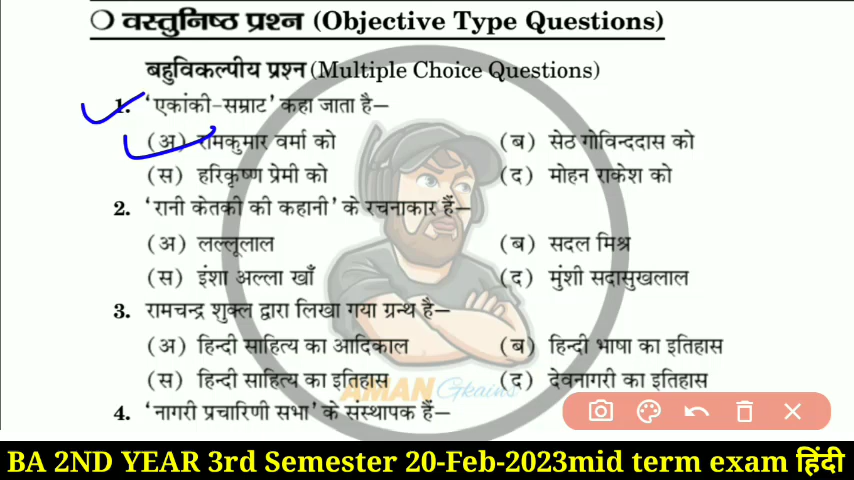 ❍ वस्तुनिष्ठ प्रश्न (Objective Type Questions)
बहुविकल्पीय प्रश्न (Multiple Choice Questions)
1. 'एकांकी-सम्राट' कहा जाता है—
(अ) रामकुमार वर्मा को (ब) सेठ गोविन्ददास को
(स) हरिकृष्ण प्रेमी को (द) मोहन राकेश को
2. 'रानी केतकी की कहानी' के रचनाकार हैं—
(अ) लल्लूलाल (ब) सदल मिश्र
(स) इंशा अल्ला खाँ (द) मुंशी सदासुखलाल
3. रामचन्द्र शुक्ल द्वारा लिखा गया ग्रन्थ है—
(अ) हिन्दी साहित्य का आदिकाल (ब) हिन्दी भाषा का इतिहास
(स) हिन्दी साहित्य का इतिहास (द) देवनागरी का इतिहास
AMAN Gkains
4. 'नागरी प्रचारिणी सभा' के संस्थापक हैं—
BA 2ND YEAR 3rd Semester 20-Feb-2023mid term exam हिंदी